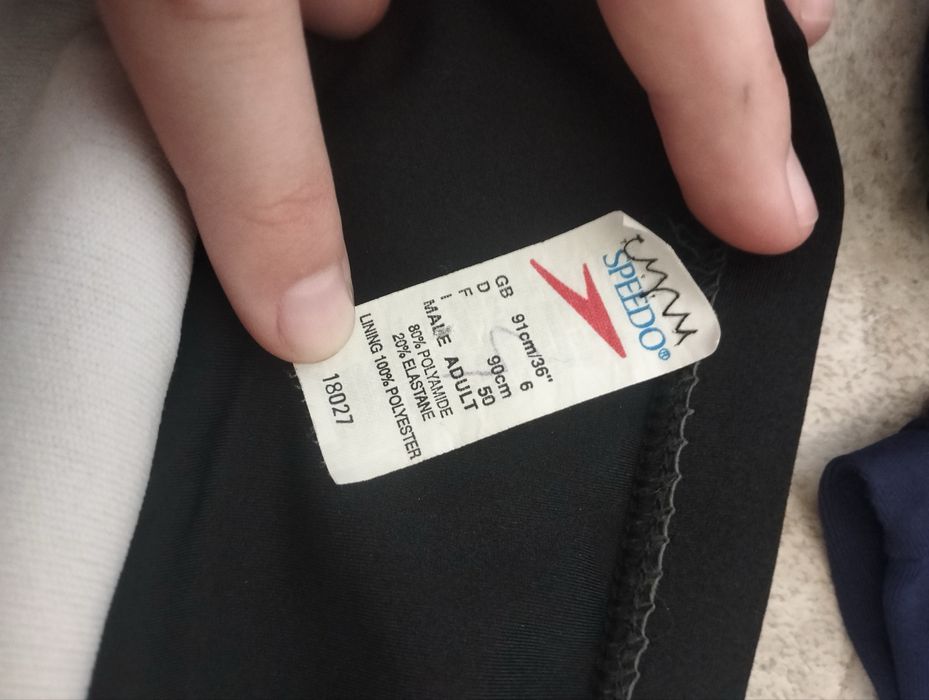 SPEEDO®
GB 91cm/36"
D 6
F 90cm
I 50
MALE ADULT
80% POLYAMIDE
20% ELASTANE
LINING 100% POLYESTER
18027